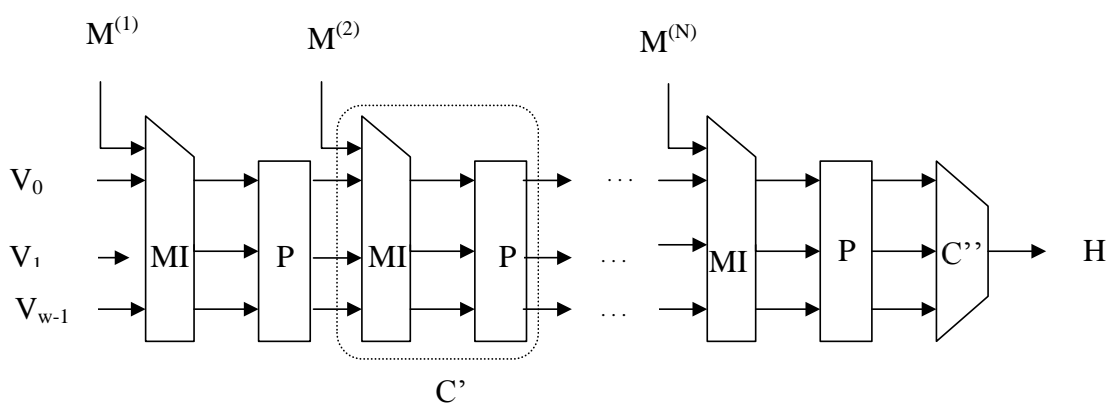 M(1) M(2) M(N)
V0 ...
V1 MI P MI P ... MI P C’’ H
Vw-1 ...
C’